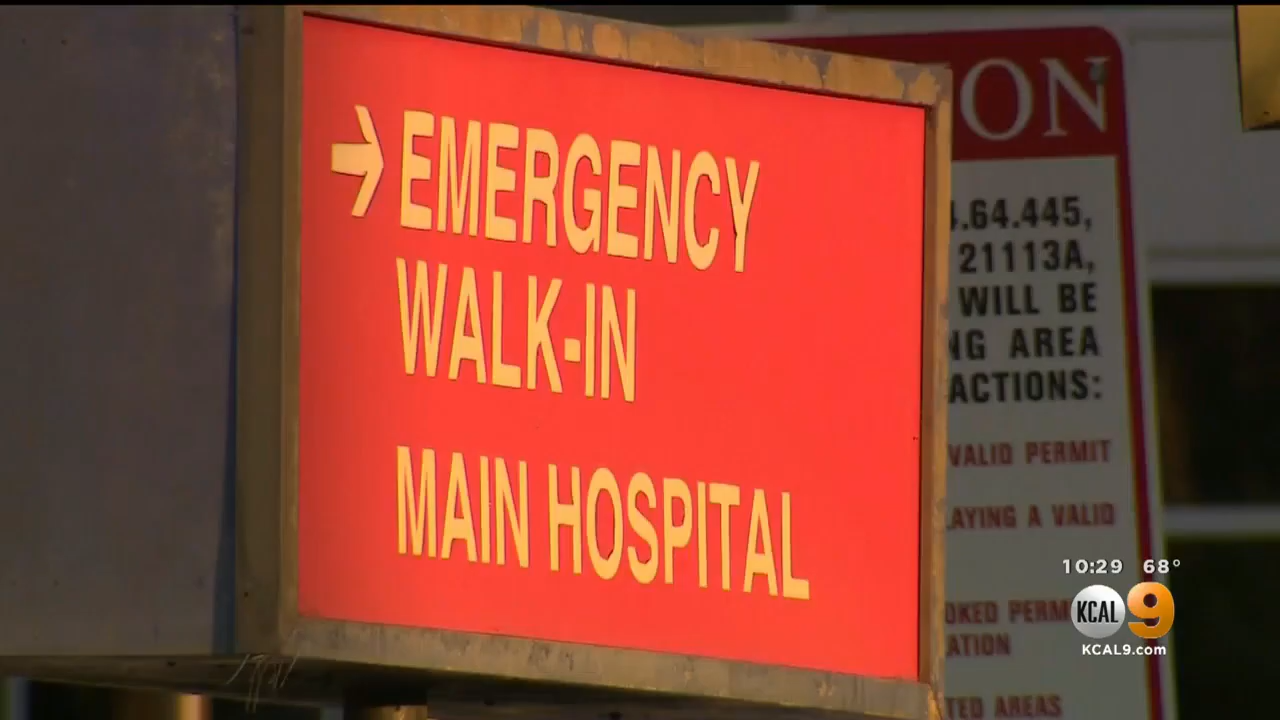 → EMERGENCY
WALK-IN
MAIN HOSPITAL
ON
.64.445,
21113A,
WILL BE
NG AREA
ACTIONS:
VALID PERMIT
AYING A VALID
OKED PERM
ATION
TED AREAS
10:29 68°
KCAL 9
KCAL9.com